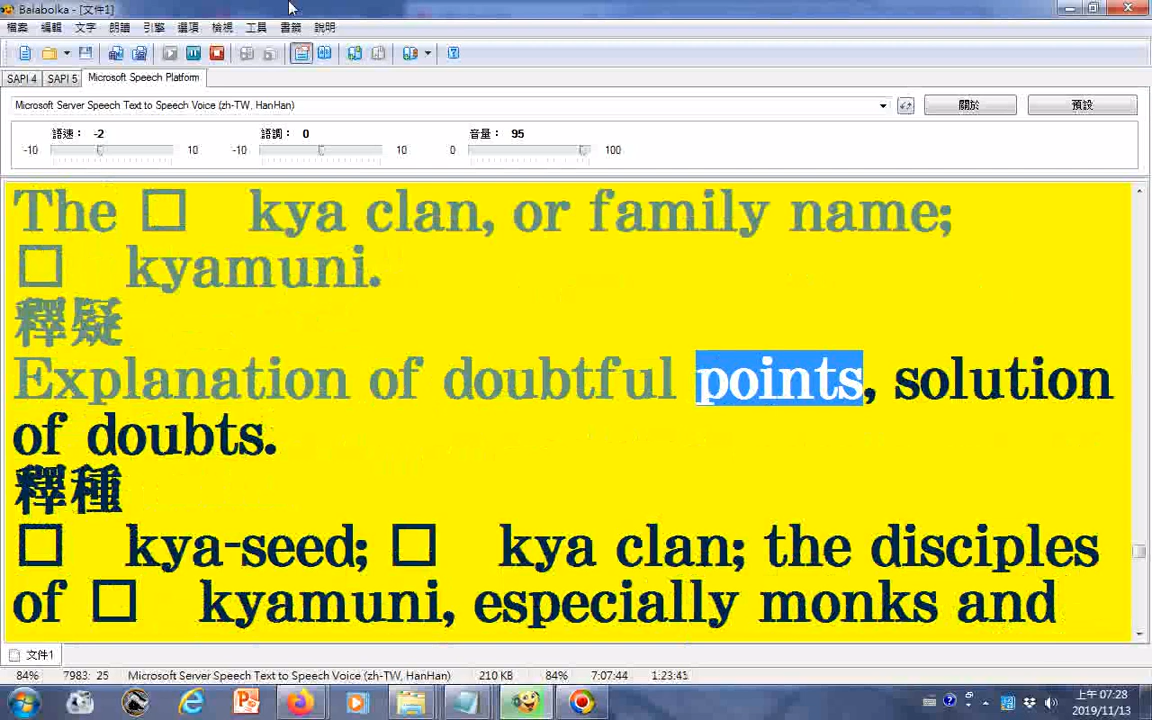 Balabolka - [文件1]
檔案 編輯 文字 朗讀 引擎 選項 檢視 工具 書籤 說明
SAPI 4 SAPI 5 Microsoft Speech Platform
Microsoft Server Speech Text to Speech Voice (zh-TW, HanHan) 關於 預設
語速： -2 語調： 0 音量： 95
-10 10 -10 10 0 100
The □ kya clan, or family name;
□ kyamuni.
釋疑
Explanation of doubtful points, solution
of doubts.
釋種
□ kya-seed; □ kya clan; the disciples
of □ kyamuni, especially monks and
文件1
84% 7983: 25 Microsoft Server Speech Text to Speech Voice (zh-TW, HanHan) 210 KB 84% 7:07:44 1:23:45
上午 07:28
2019/11/13